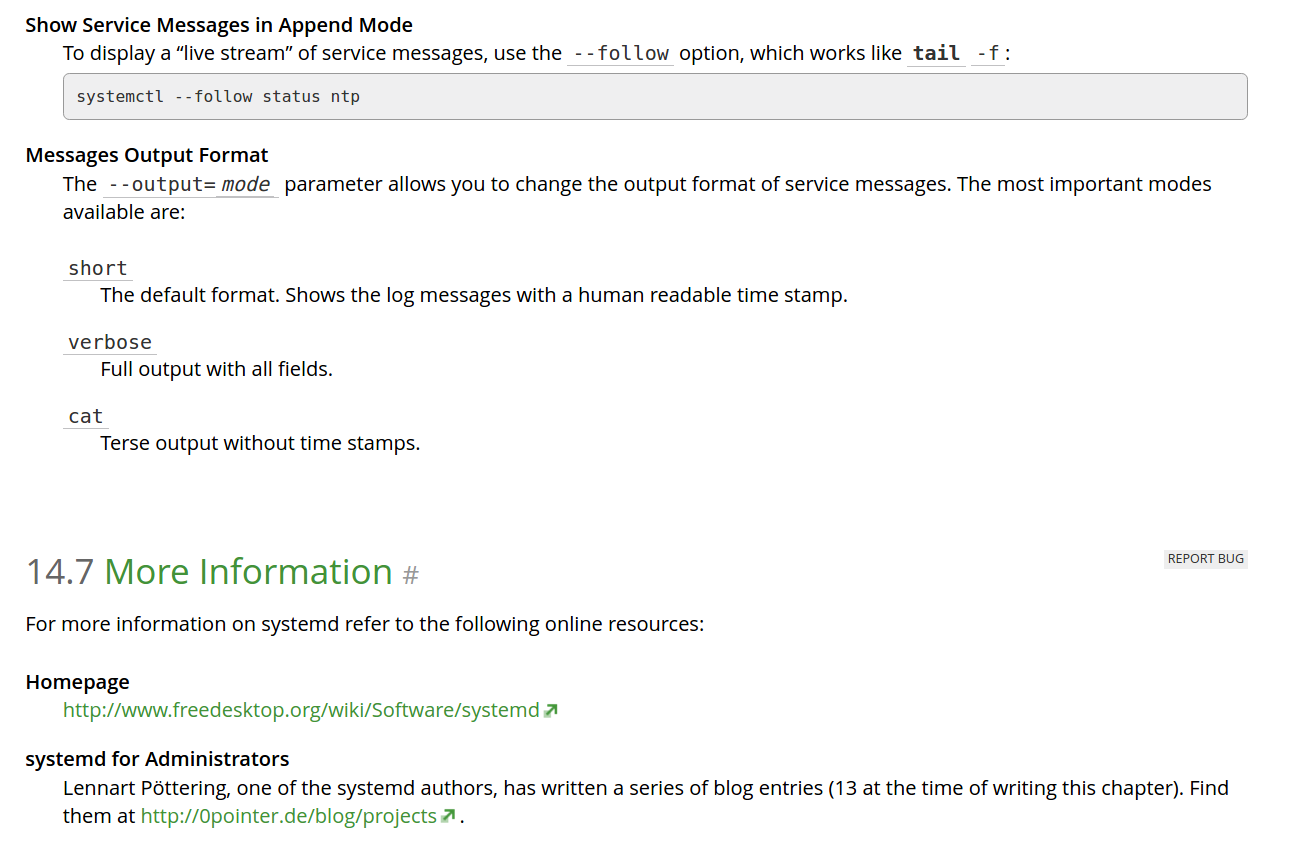 Show Service Messages in Append Mode
To display a “live stream” of service messages, use the --follow option, which works like tail -f:
systemctl --follow status ntp
Messages Output Format
The --output=mode parameter allows you to change the output format of service messages. The most important modes
available are:
short
The default format. Shows the log messages with a human readable time stamp.
verbose
Full output with all fields.
cat
Terse output without time stamps.
14.7 More Information #
REPORT BUG
For more information on systemd refer to the following online resources:
Homepage
http://www.freedesktop.org/wiki/Software/systemd
systemd for Administrators
Lennart Pöttering, one of the systemd authors, has written a series of blog entries (13 at the time of writing this chapter). Find
them at http://0pointer.de/blog/projects .